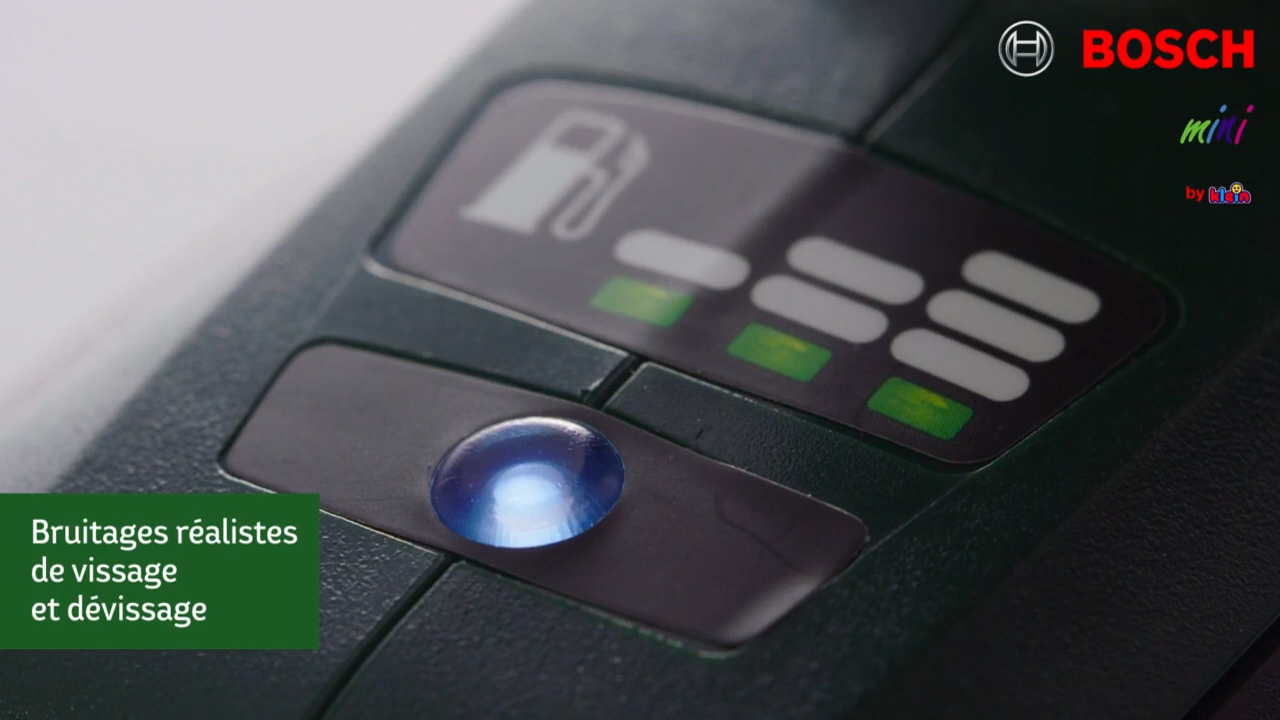 BOSCH
mini
by klein
Bruitages réalistes
de vissage
et dévissage